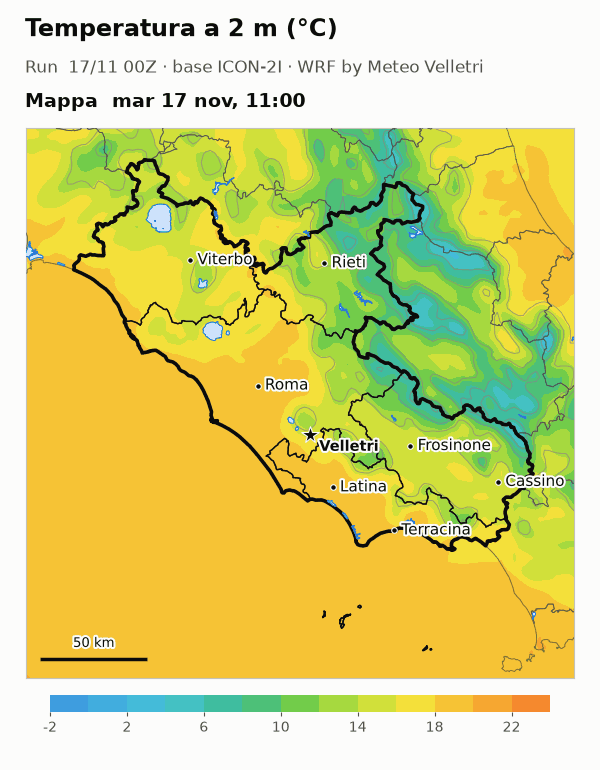 Temperatura a 2 m (°C)
Run  17/11 00Z · base ICON-2I · WRF by Meteo Velletri
Mappa  mar 17 nov, 11:00
Viterbo
Rieti
Roma
Velletri
Frosinone
Cassino
Latina
Terracina
50 km
-2 2 6 10 14 18 22